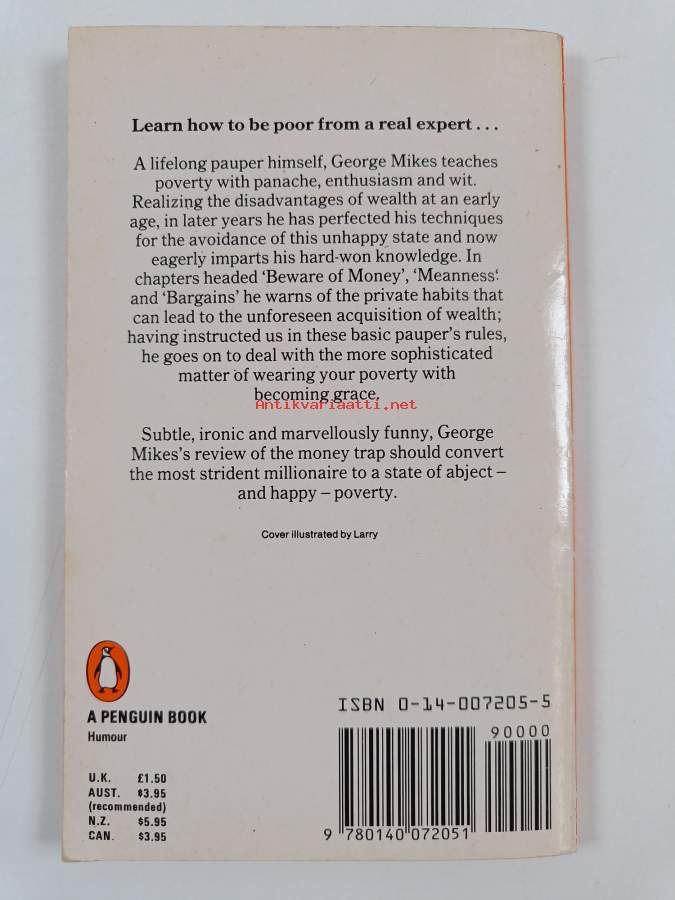 Learn how to be poor from a real expert...
A lifelong pauper himself, George Mikes teaches
poverty with panache, enthusiasm and wit.
Realizing the disadvantages of wealth at an early
age, in later years he has perfected his techniques
for the avoidance of this unhappy state and now
eagerly imparts his hard-won knowledge. In
chapters headed ‘Beware of Money’, ‘Meanness‘
and ‘Bargains’ he warns of the private habits that
can lead to the unforeseen acquisition of wealth;
having instructed us in these basic pauper's rules,
he goes on to deal with the more sophisticated
matter of wearing your poverty with
becoming grace.
Antikvariaatti.net
Subtle, ironic and marvellously funny, George
Mikes's review of the money trap should convert
the most strident millionaire to a state of abject –
and happy – poverty.
Cover illustrated by Larry
A PENGUIN BOOK
Humour
U.K. £1.50
AUST. $3.95
(recommended)
N.Z. $5.95
CAN. $3.95
ISBN 0-14-007205-5
90000
9 780140 072051